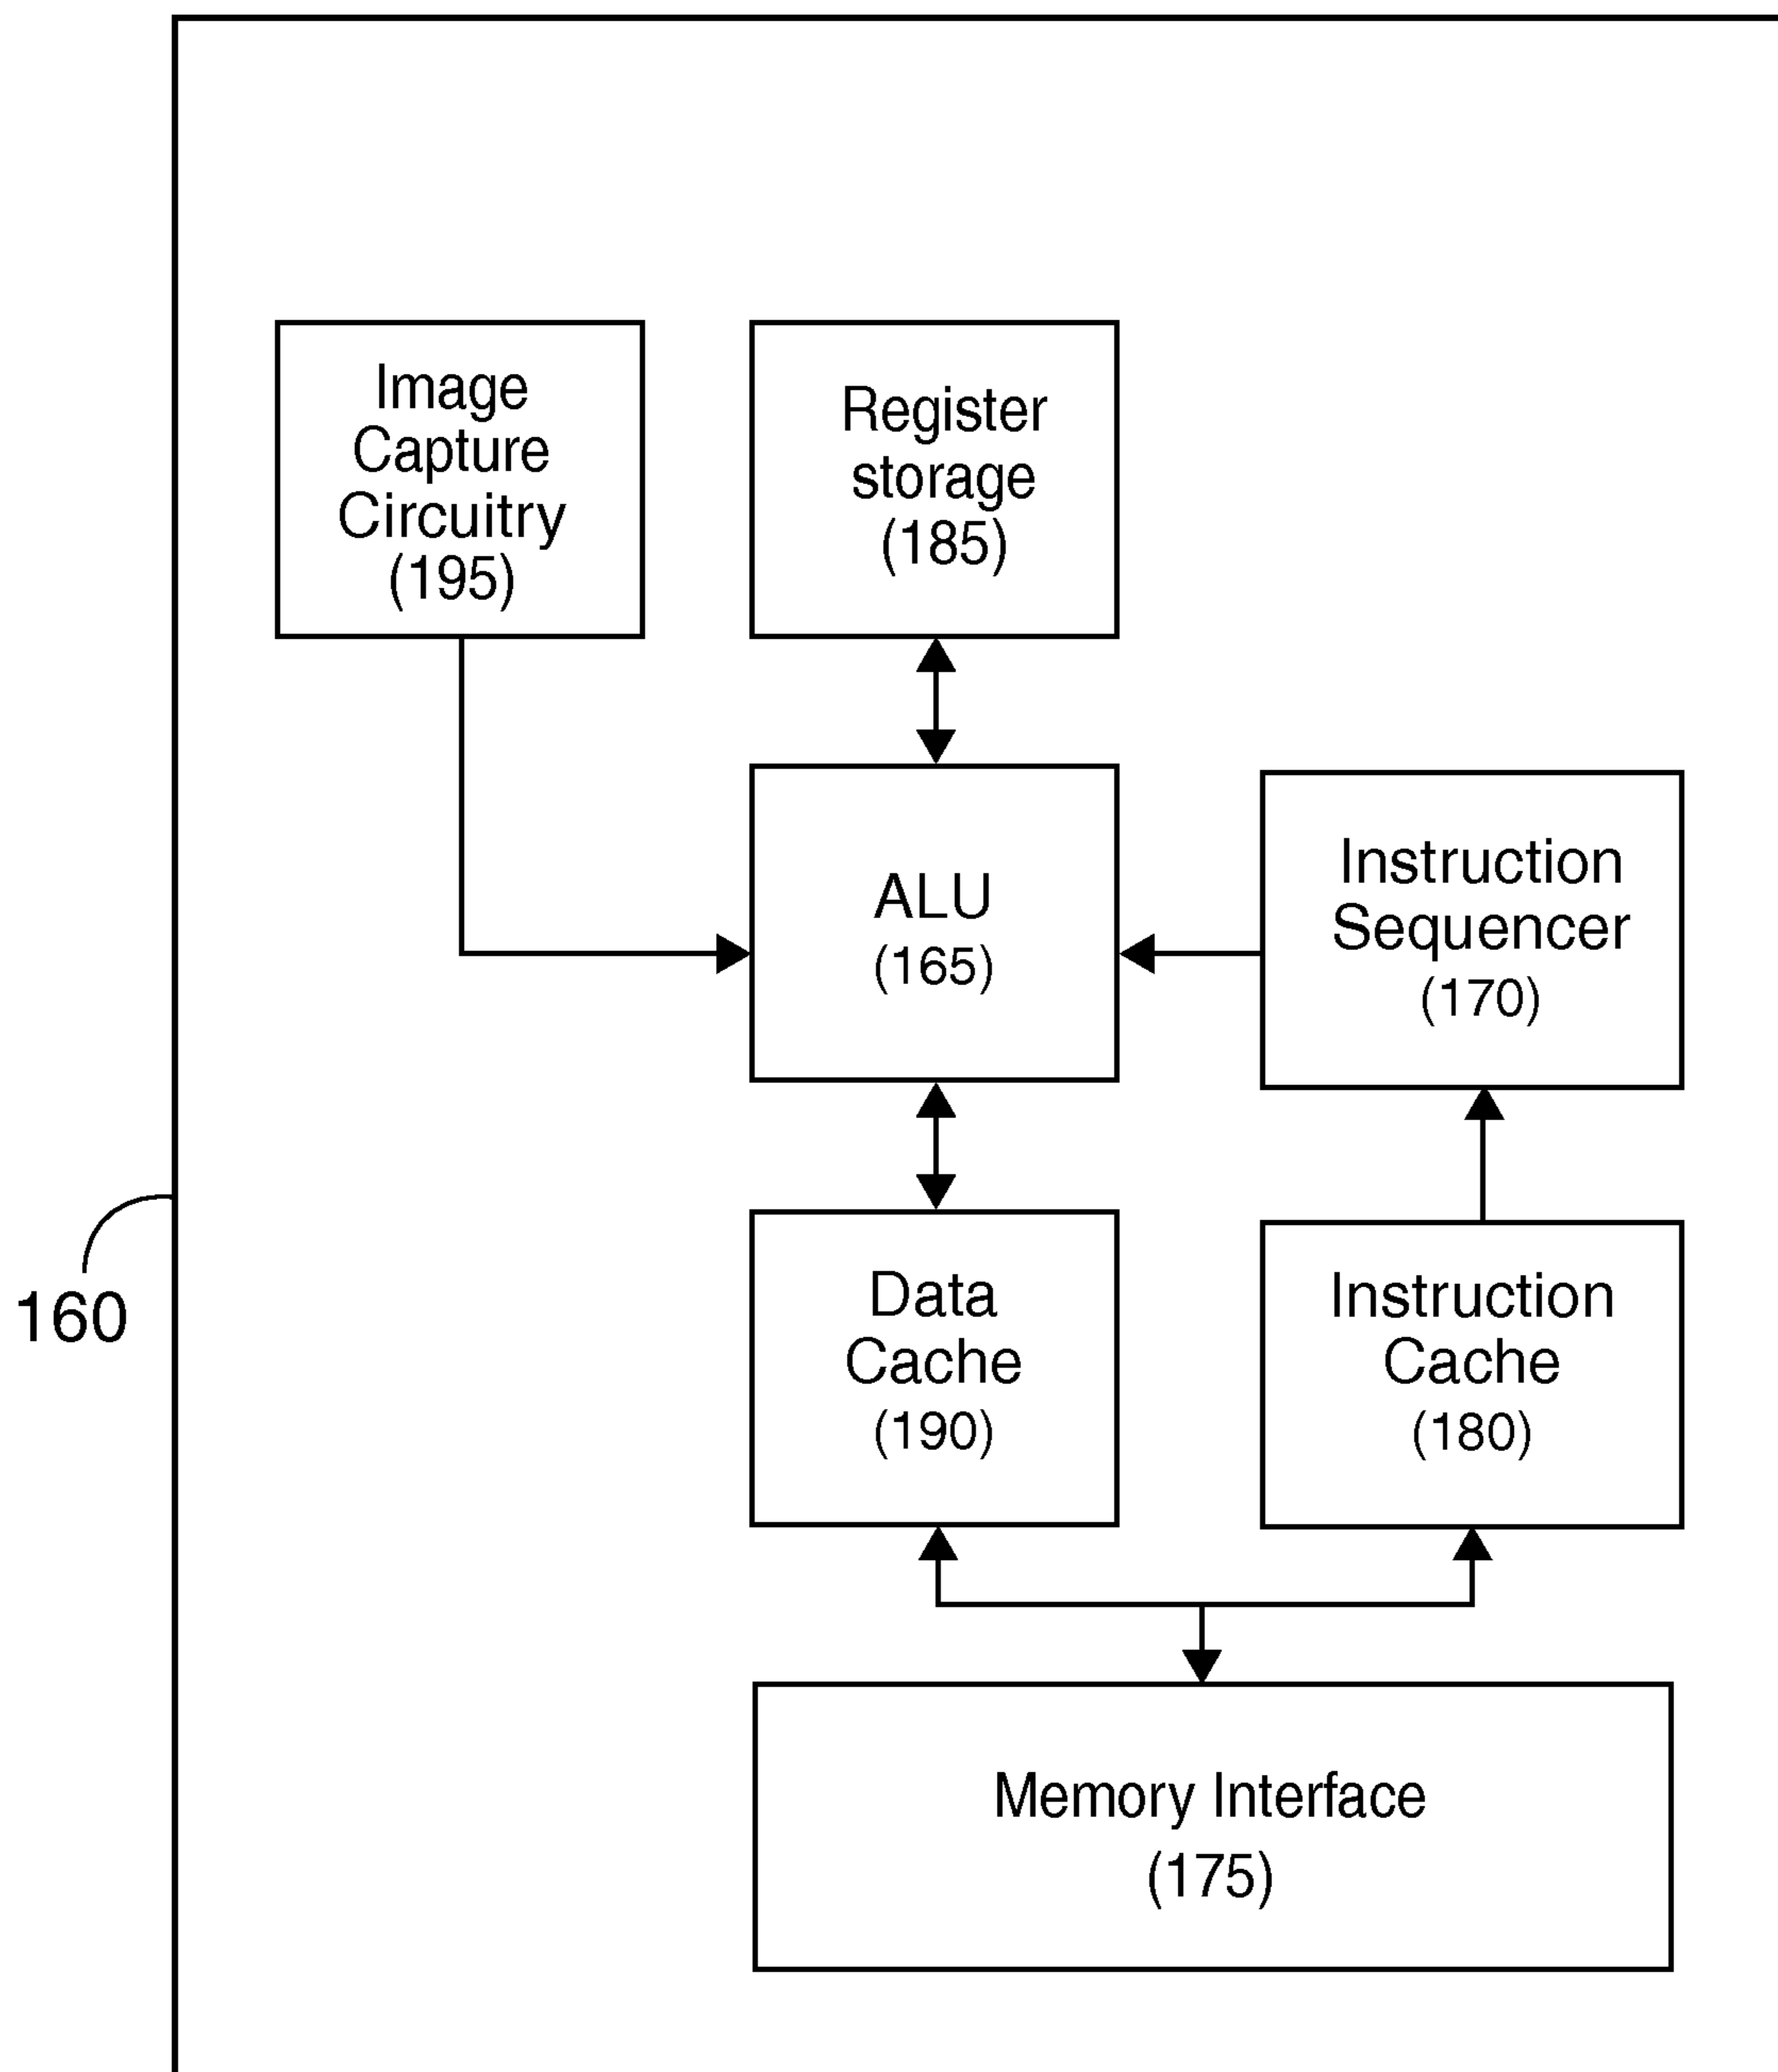 Image
Capture
Circuitry
(195)
Register
storage
(185)
ALU
(165)
Instruction
Sequencer
(170)
Data
Cache
(190)
Instruction
Cache
(180)
160
Memory Interface
(175)